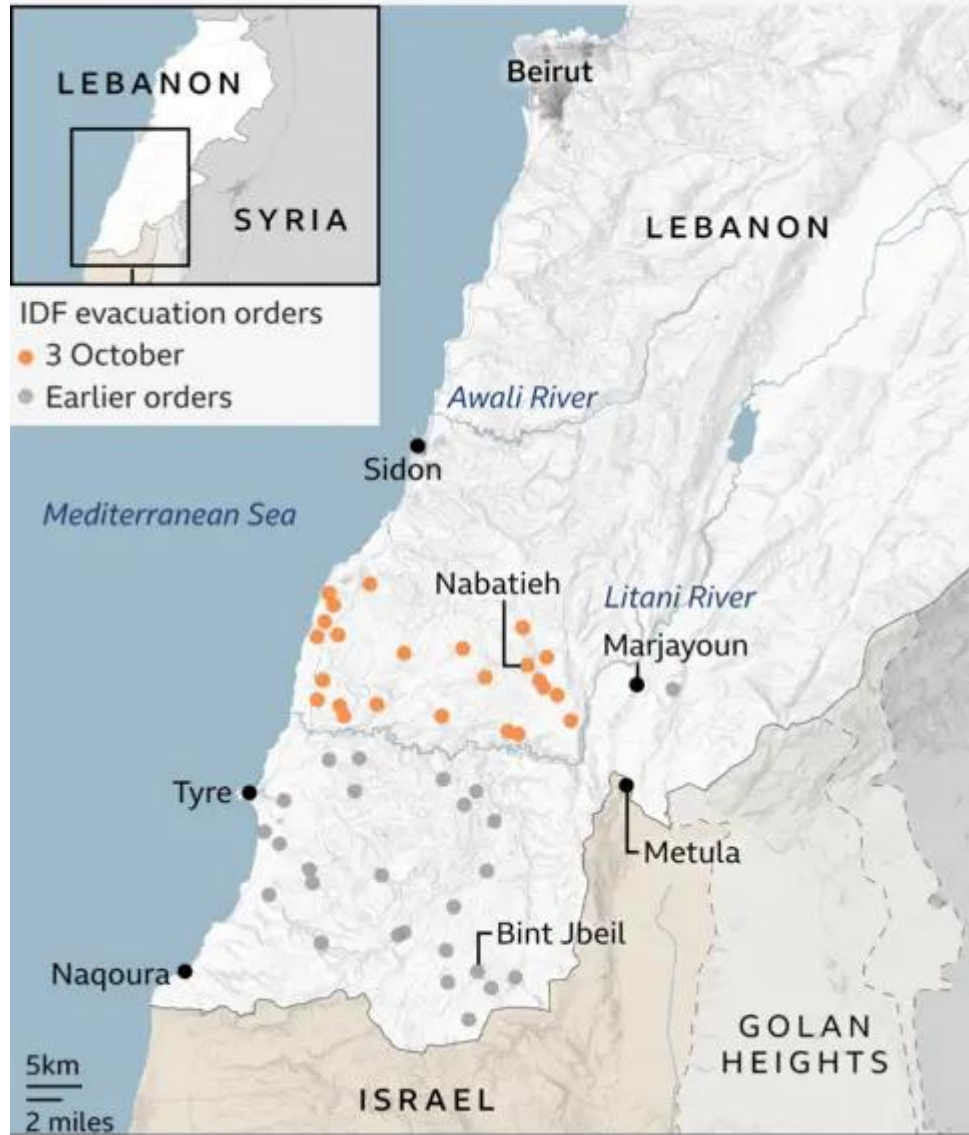 LEBANON
SYRIA
IDF evacuation orders
3 October
Earlier orders
Beirut
LEBANON
Awali River
Sidon
Mediterranean Sea
Nabatieh
Litani River
Marjayoun
Tyre
Metula
Bint Jbeil
Naqoura
GOLAN
HEIGHTS
ISRAEL
5km
2 miles